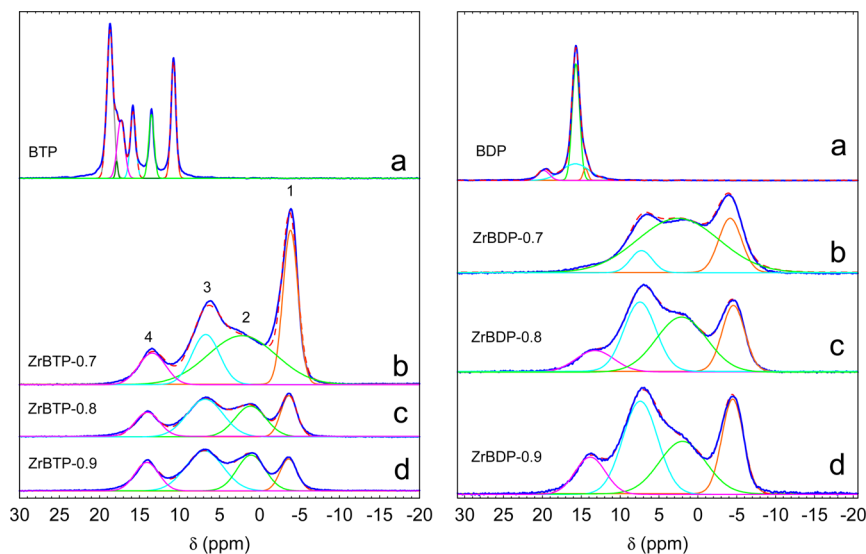 BTP
a
1
3
2
4
ZrBTP-0.7
b
ZrBTP-0.8
c
ZrBTP-0.9
d
30 25 20 15 10 5 0 -5 -10 -15 -20
δ (ppm)
BDP
a
ZrBDP-0.7
b
ZrBDP-0.8
c
ZrBDP-0.9
d
30 20 15 10 5 0 -5 -10 -15 -20
δ (ppm)